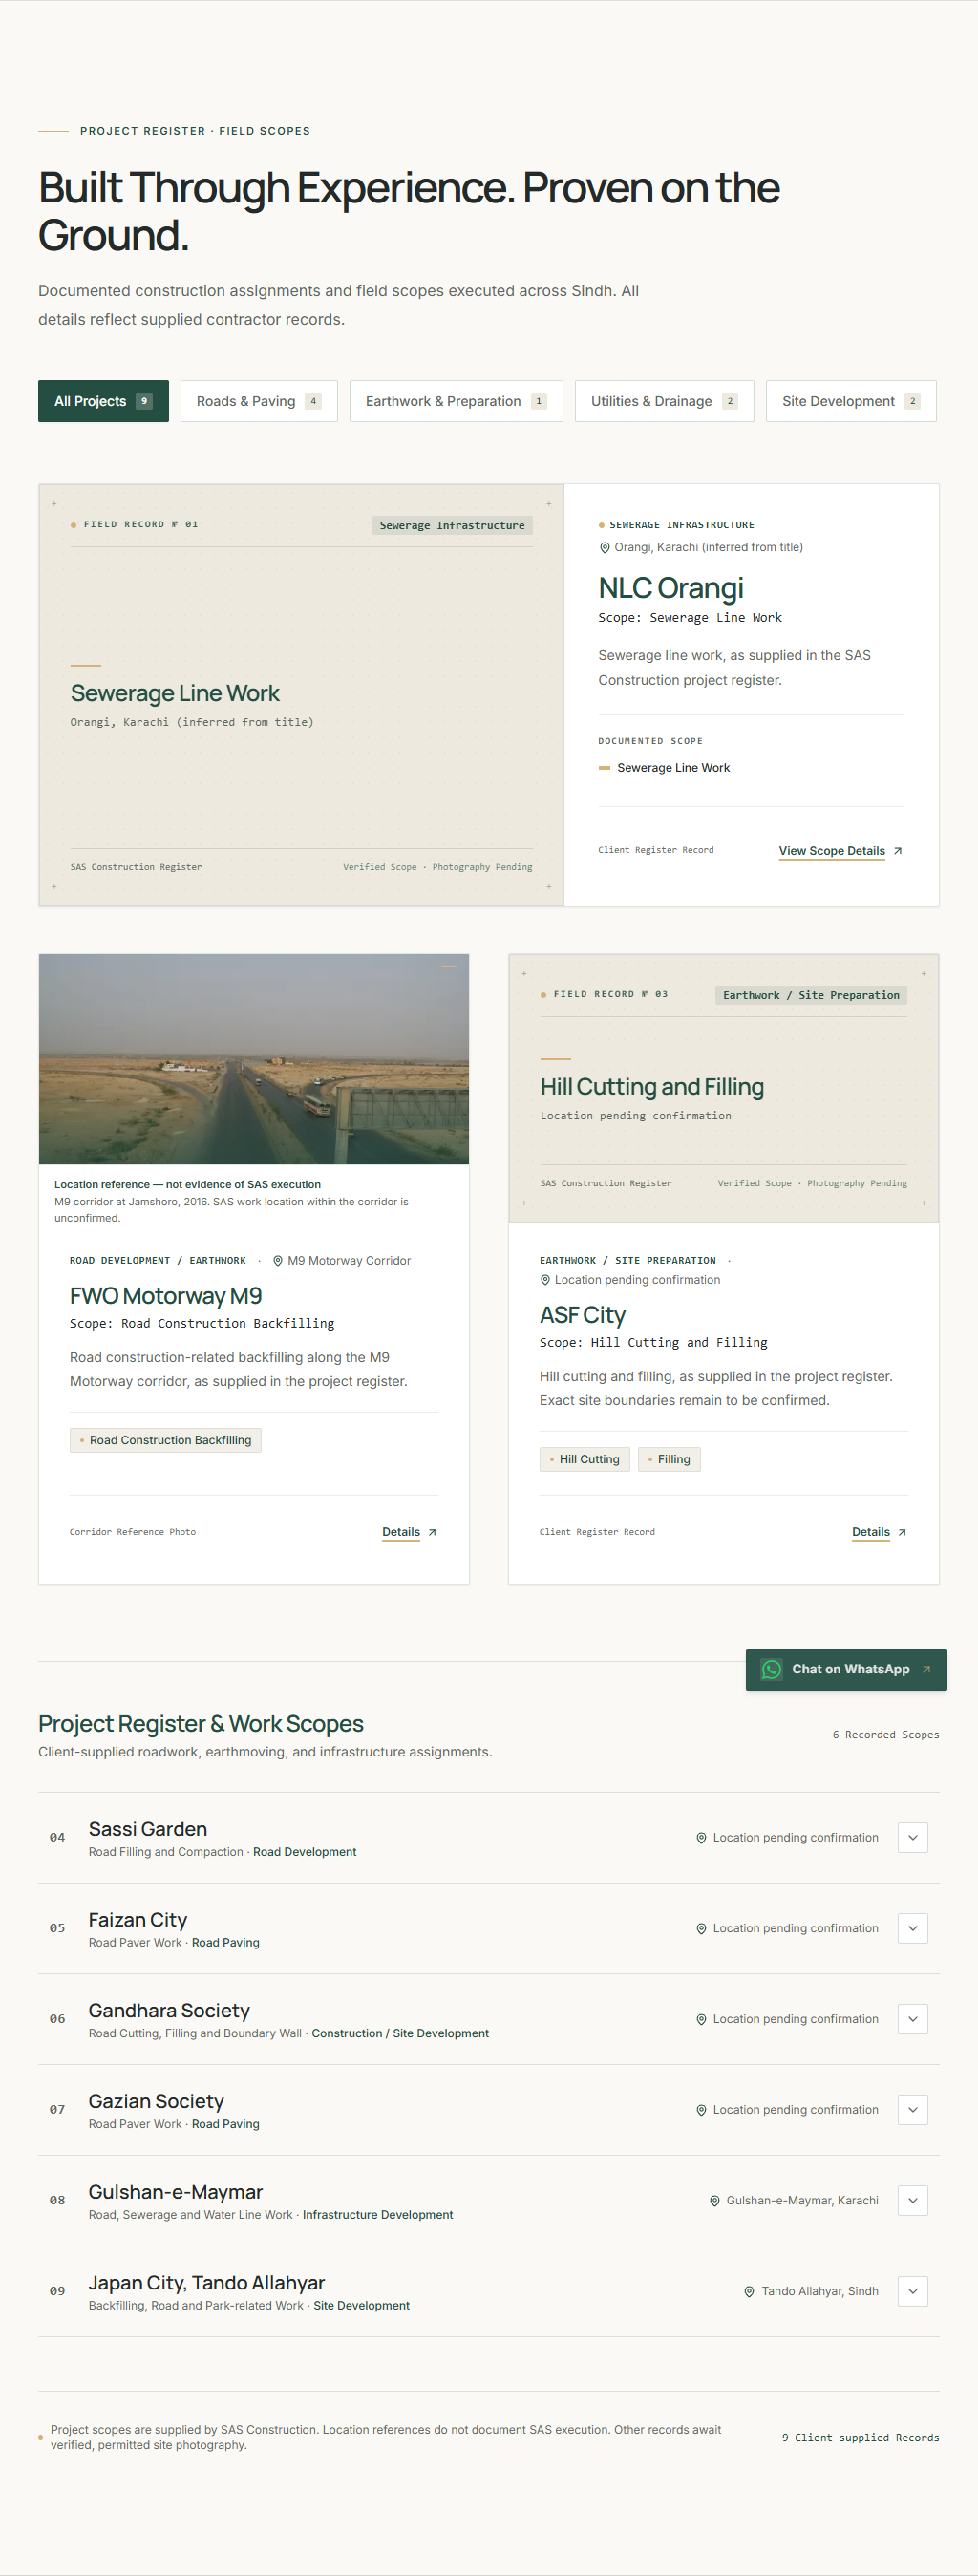 PROJECT REGISTER · FIELD SCOPES
Built Through Experience. Proven on the
Ground.
Documented construction assignments and field scopes executed across Sindh. All
details reflect supplied contractor records.
All Projects 9
Roads & Paving 4
Earthwork & Preparation 1
Utilities & Drainage 2
Site Development 2
FIELD RECORD № 01
Sewerage Infrastructure
Sewerage Line Work
Orangi, Karachi (inferred from title)
SAS Construction Register
Verified Scope · Photography Pending
SEWERAGE INFRASTRUCTURE
Orangi, Karachi (inferred from title)
NLC Orangi
Scope: Sewerage Line Work
Sewerage line work, as supplied in the SAS
Construction project register.
DOCUMENTED SCOPE
Sewerage Line Work
Client Register Record
View Scope Details
Location reference — not evidence of SAS execution
M9 corridor at Jamshoro, 2016. SAS work location within the corridor is
unconfirmed.
ROAD DEVELOPMENT / EARTHWORK · M9 Motorway Corridor
FWO Motorway M9
Scope: Road Construction Backfilling
Road construction-related backfilling along the M9
Motorway corridor, as supplied in the project register.
Road Construction Backfilling
Corridor Reference Photo
Details
FIELD RECORD № 03
Earthwork / Site Preparation
Hill Cutting and Filling
Location pending confirmation
SAS Construction Register
Verified Scope · Photography Pending
EARTHWORK / SITE PREPARATION ·
Location pending confirmation
ASF City
Scope: Hill Cutting and Filling
Hill cutting and filling, as supplied in the project register.
Exact site boundaries remain to be confirmed.
Hill Cutting
Filling
Client Register Record
Details
Chat on WhatsApp
Project Register & Work Scopes
Client-supplied roadwork, earthmoving, and infrastructure assignments.
6 Recorded Scopes
04
Sassi Garden
Road Filling and Compaction · Road Development
Location pending confirmation
05
Faizan City
Road Paver Work · Road Paving
Location pending confirmation
06
Gandhara Society
Road Cutting, Filling and Boundary Wall · Construction / Site Development
Location pending confirmation
07
Gazian Society
Road Paver Work · Road Paving
Location pending confirmation
08
Gulshan-e-Maymar
Road, Sewerage and Water Line Work · Infrastructure Development
Gulshan-e-Maymar, Karachi
09
Japan City, Tando Allahyar
Backfilling, Road and Park-related Work · Site Development
Tando Allahyar, Sindh
Project scopes are supplied by SAS Construction. Location references do not document SAS execution. Other records await
verified, permitted site photography.
9 Client-supplied Records